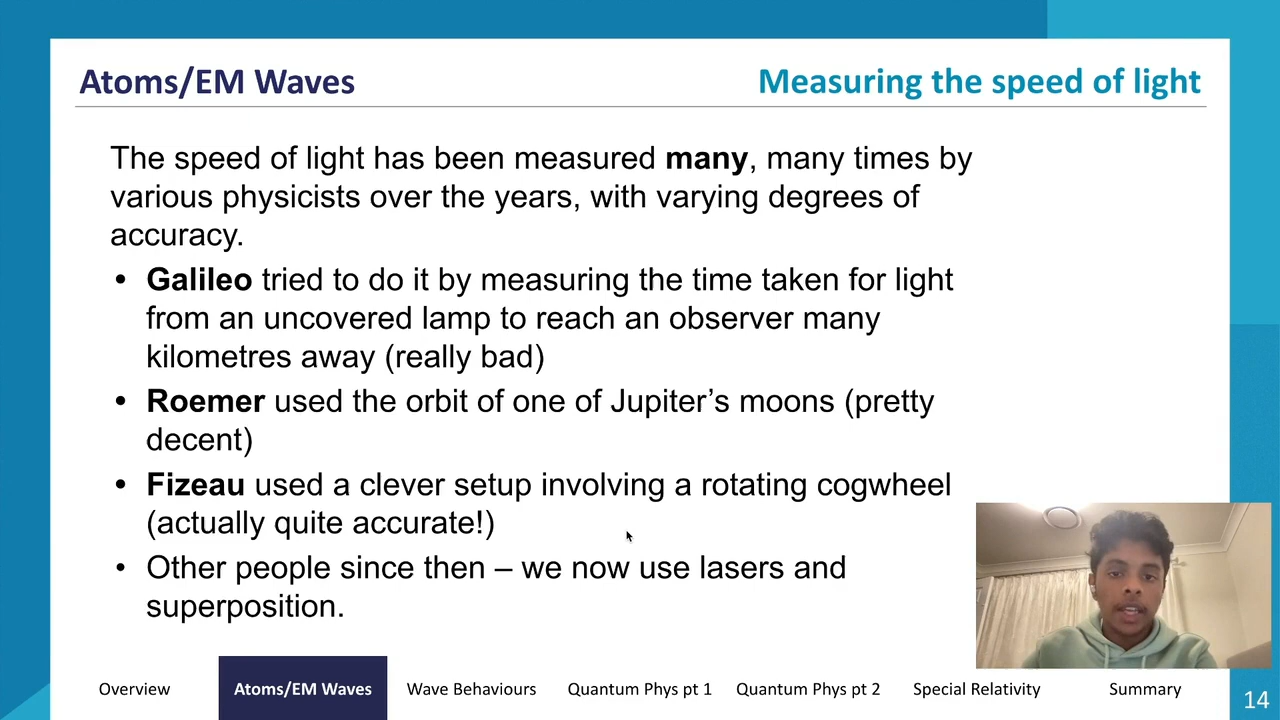 Atoms/EM Waves
Measuring the speed of light
The speed of light has been measured many, many times by
various physicists over the years, with varying degrees of
accuracy.
• Galileo tried to do it by measuring the time taken for light
from an uncovered lamp to reach an observer many
kilometres away (really bad)
• Roemer used the orbit of one of Jupiter’s moons (pretty
decent)
• Fizeau used a clever setup involving a rotating cogwheel
(actually quite accurate!)
• Other people since then – we now use lasers and
superposition.
Overview
Atoms/EM Waves
Wave Behaviours
Quantum Phys pt 1
Quantum Phys pt 2
Special Relativity
Summary
14